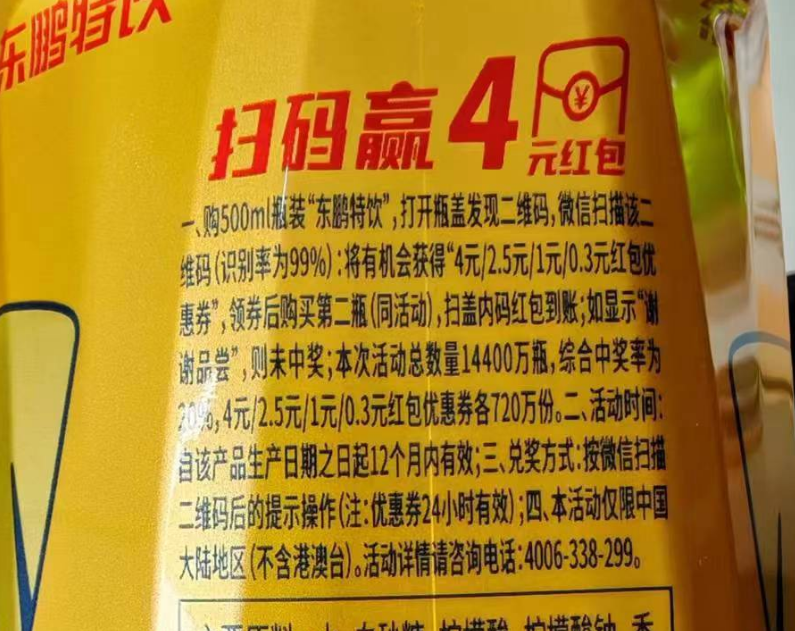 东鹏特饮
扫码赢4元红包
一、购500ml瓶装“东鹏特饮”,打开瓶盖发现二维码,微信扫描该二
维码(识别率为99%):将有机会获得“4元/2.5元/1元/0.3元红包优
惠券”,领券后购买第二瓶(同活动),扫盖内码红包到账;如显示“谢
谢品尝”,则未中奖;本次活动总数量14400万瓶,综合中奖率为
20%,4元/2.5元/1元/0.3元红包优惠券各720万份。二、活动时间:
自该产品生产日期之日起12个月内有效;三、兑奖方式:按微信扫描
二维码后的提示操作(注:优惠券24小时有效);四、本活动仅限中国
大陆地区(不含港澳台)。活动详情请咨询电话:4006-338-299。